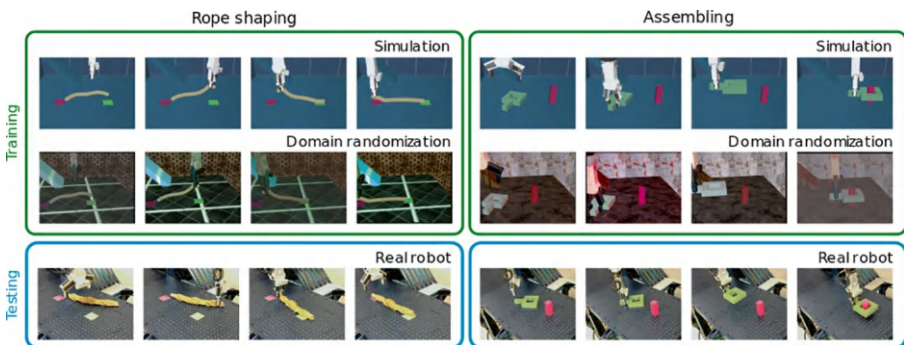 Rope shaping
Assembling
Training
Simulation
Simulation
Domain randomization
Domain randomization
Testing
Real robot
Real robot